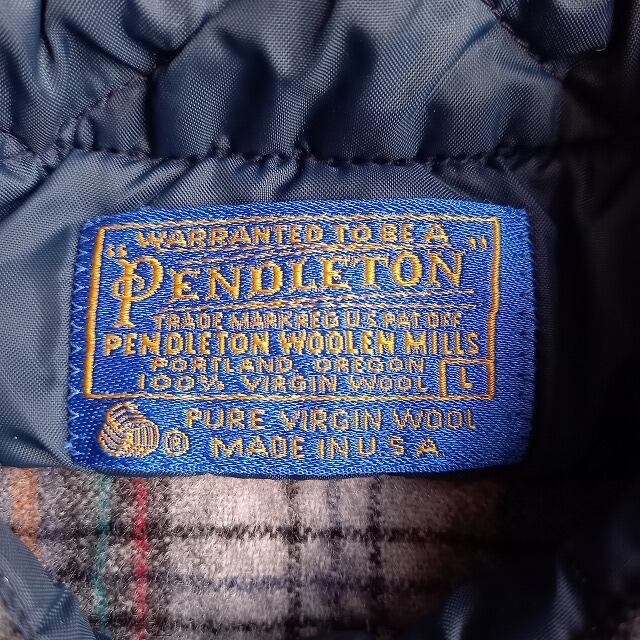 WARRANTED TO BE A
"PENDLETON"
TRADE MARK REG U.S. PAT. OFF.
PENDLETON WOOLEN MILLS
PORTLAND, OREGON
100% VIRGIN WOOL L
® PURE VIRGIN WOOL
MADE IN U.S.A